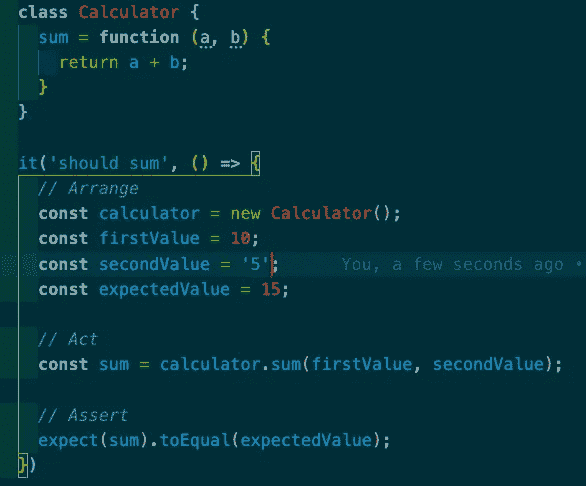 class Calculator {
  sum = function (a, b) {
    return a + b;
  }
}

it('should sum', () => {
  // Arrange
  const calculator = new Calculator();
  const firstValue = 10;
  const secondValue = '5';    You, a few seconds ago •
  const expectedValue = 15;

  // Act
  const sum = calculator.sum(firstValue, secondValue);

  // Assert
  expect(sum).toEqual(expectedValue);
})